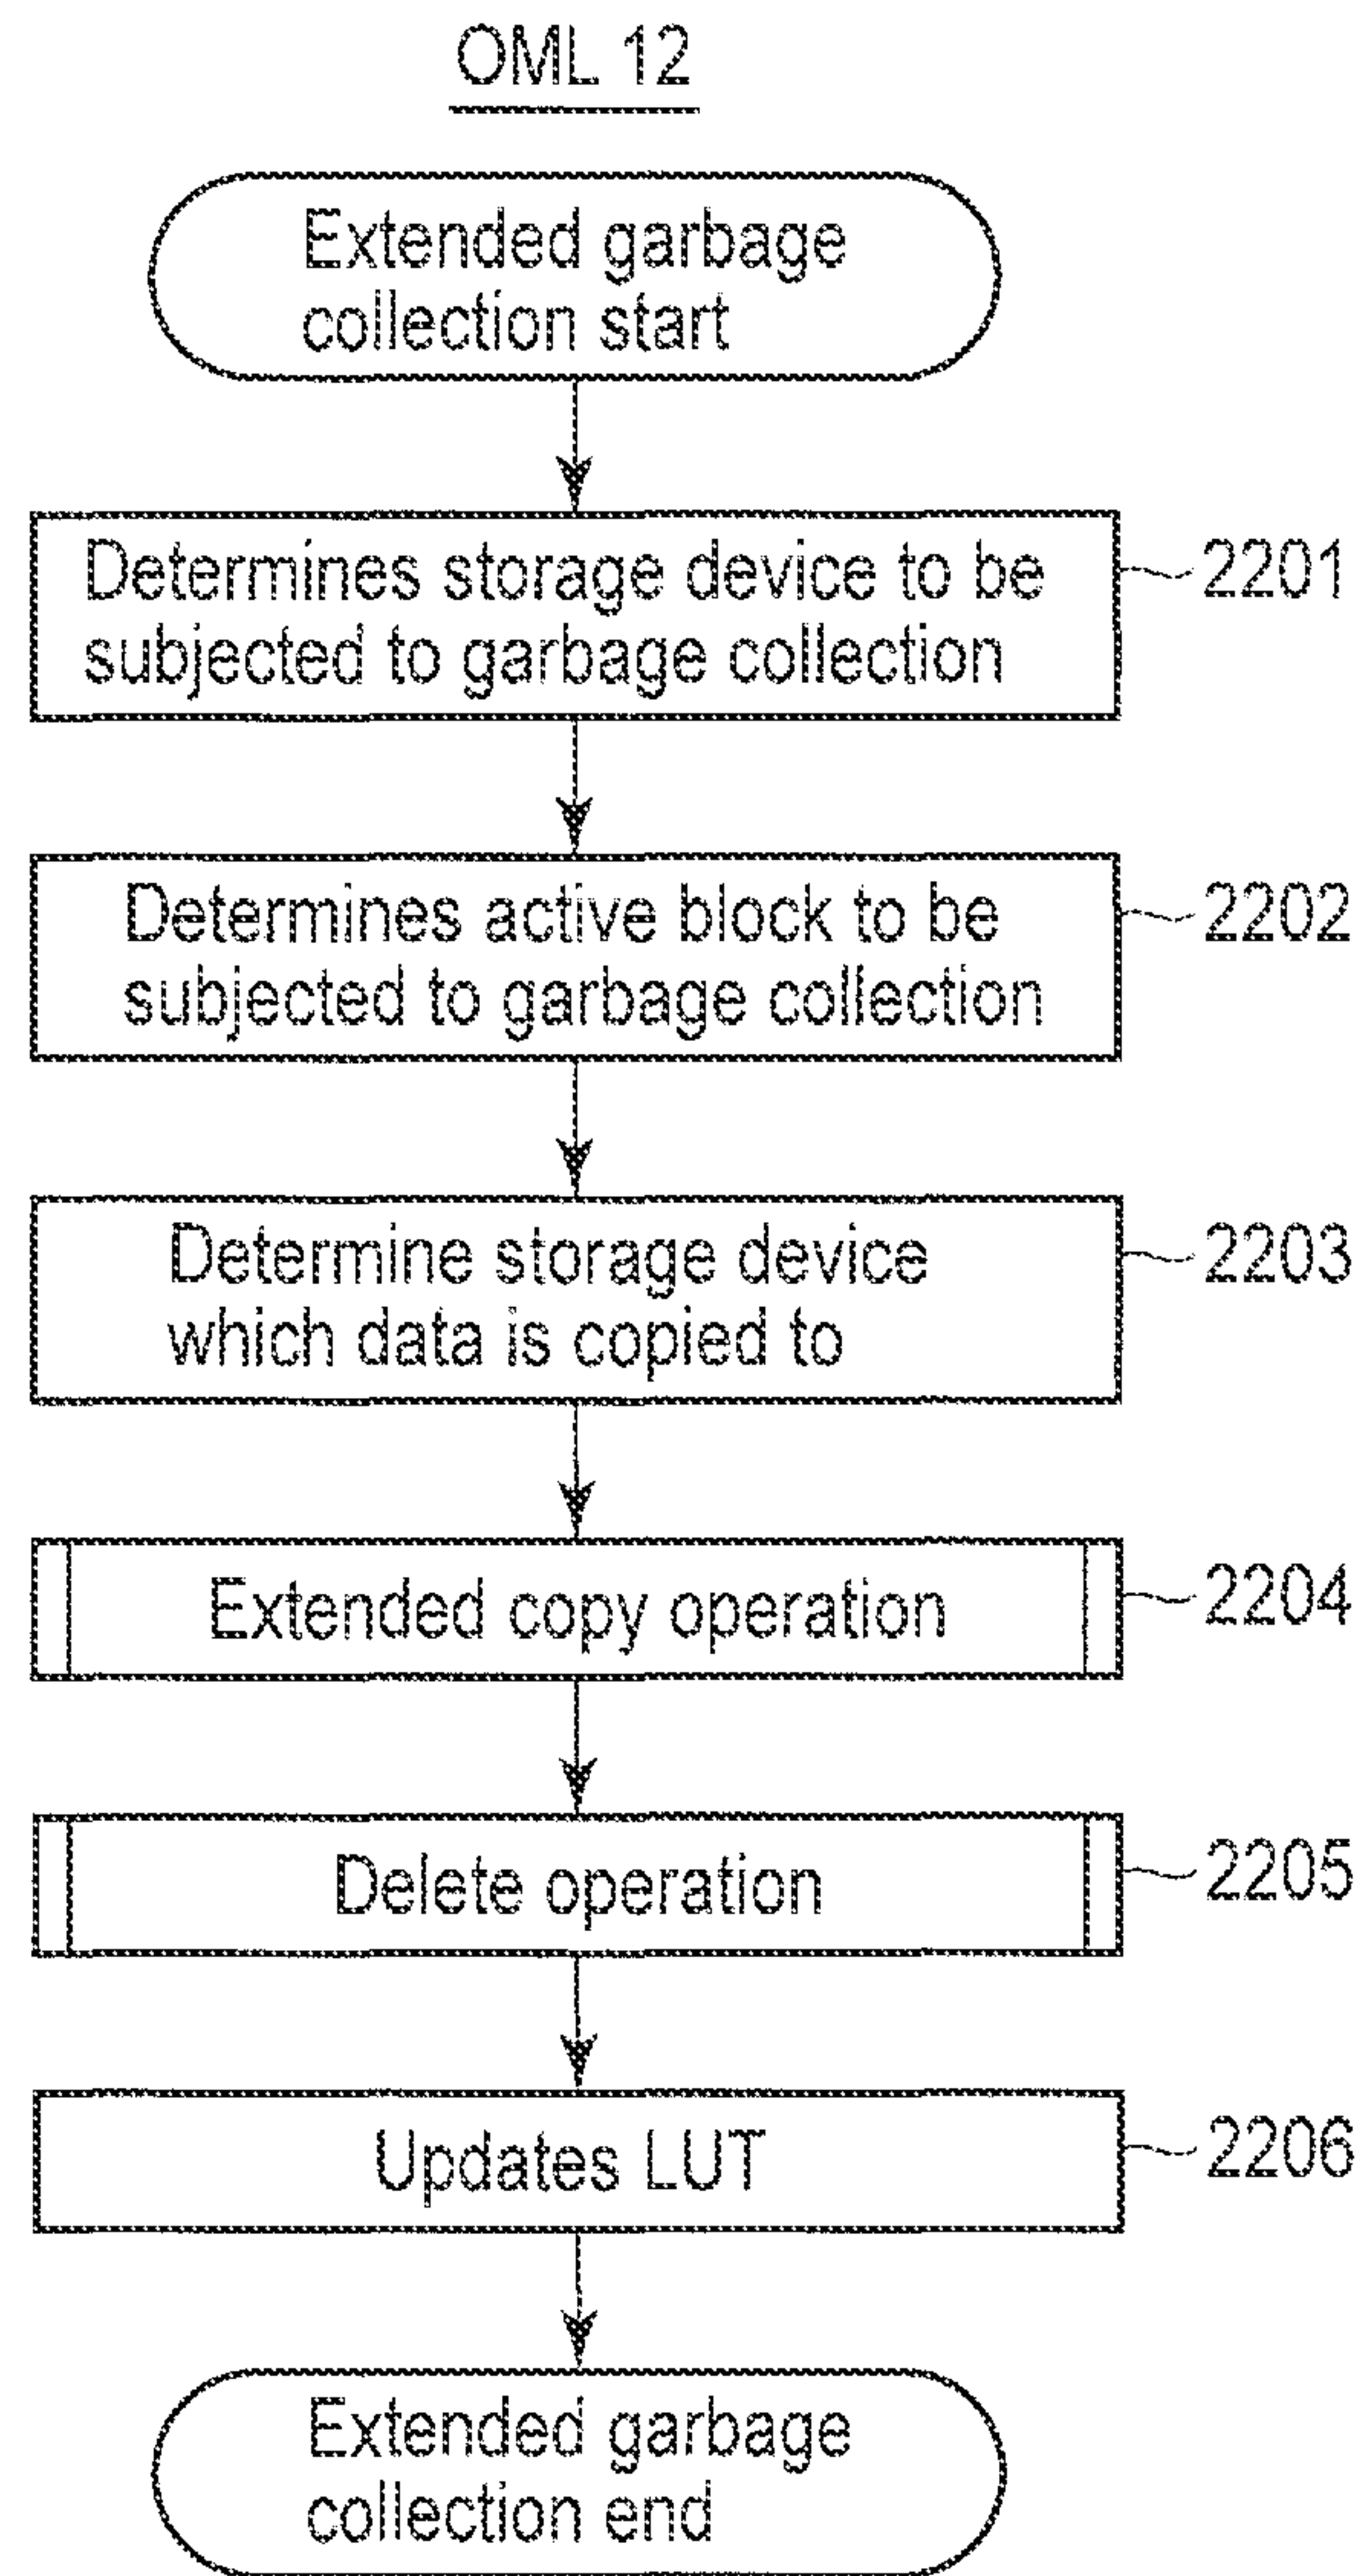 OML 12
Extended garbage
collection start
Determines storage device to be
subjected to garbage collection
2201
Determines active block to be
subjected to garbage collection
2202
Determine storage device
which data is copied to
2203
Extended copy operation
2204
Delete operation
2205
Updates LUT
2206
Extended garbage
collection end